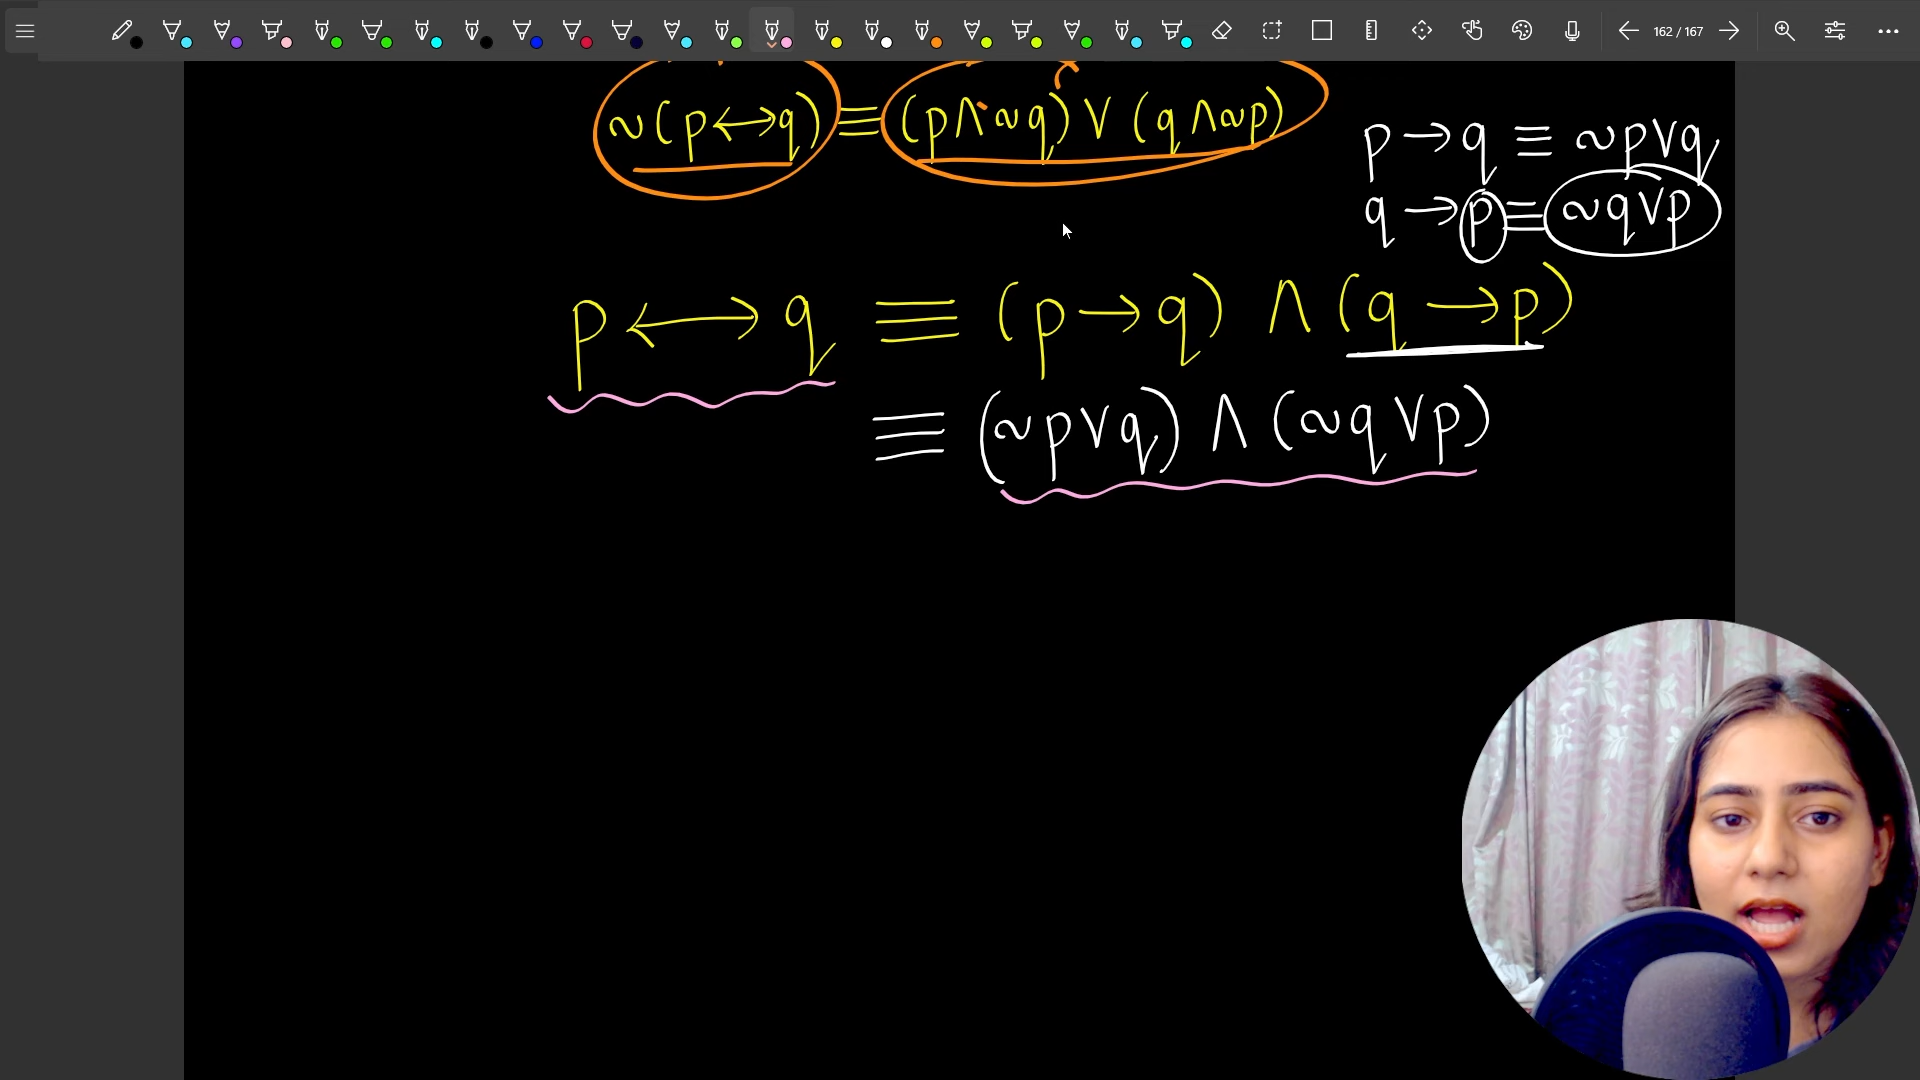 162 / 167
~(p↔q) ≡ (p∧~q) ∨ (q∧~p)
p→q ≡ ~p∨q
q→p ≡ ~q∨p
p ↔ q ≡ (p→q) ∧ (q→p)
≡ (~p∨q) ∧ (~q∨p)